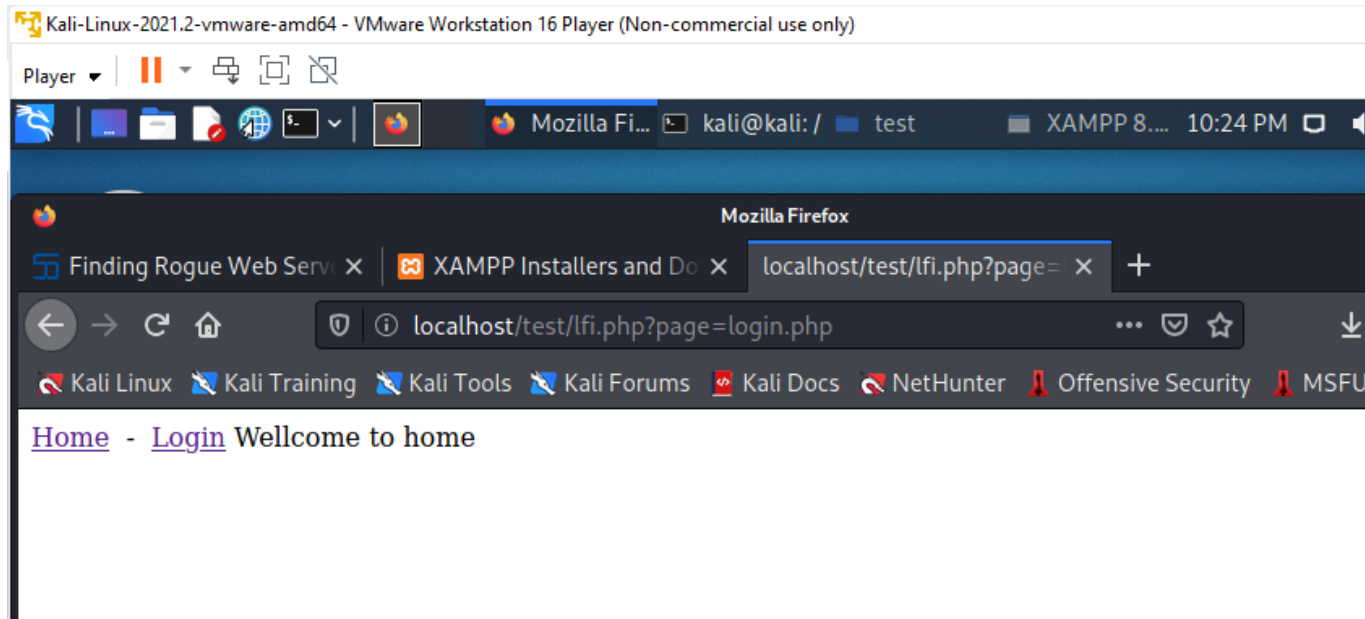 Kali-Linux-2021.2-vmware-amd64 - VMware Workstation 16 Player (Non-commercial use only)
Player
Mozilla Fi... kali@kali: / test XAMPP 8.... 10:24 PM
Mozilla Firefox
Finding Rogue Web Serv XAMPP Installers and Do localhost/test/lfi.php?page=
localhost/test/lfi.php?page=login.php
Kali Linux Kali Training Kali Tools Kali Forums Kali Docs NetHunter Offensive Security MSFU
Home - Login Wellcome to home